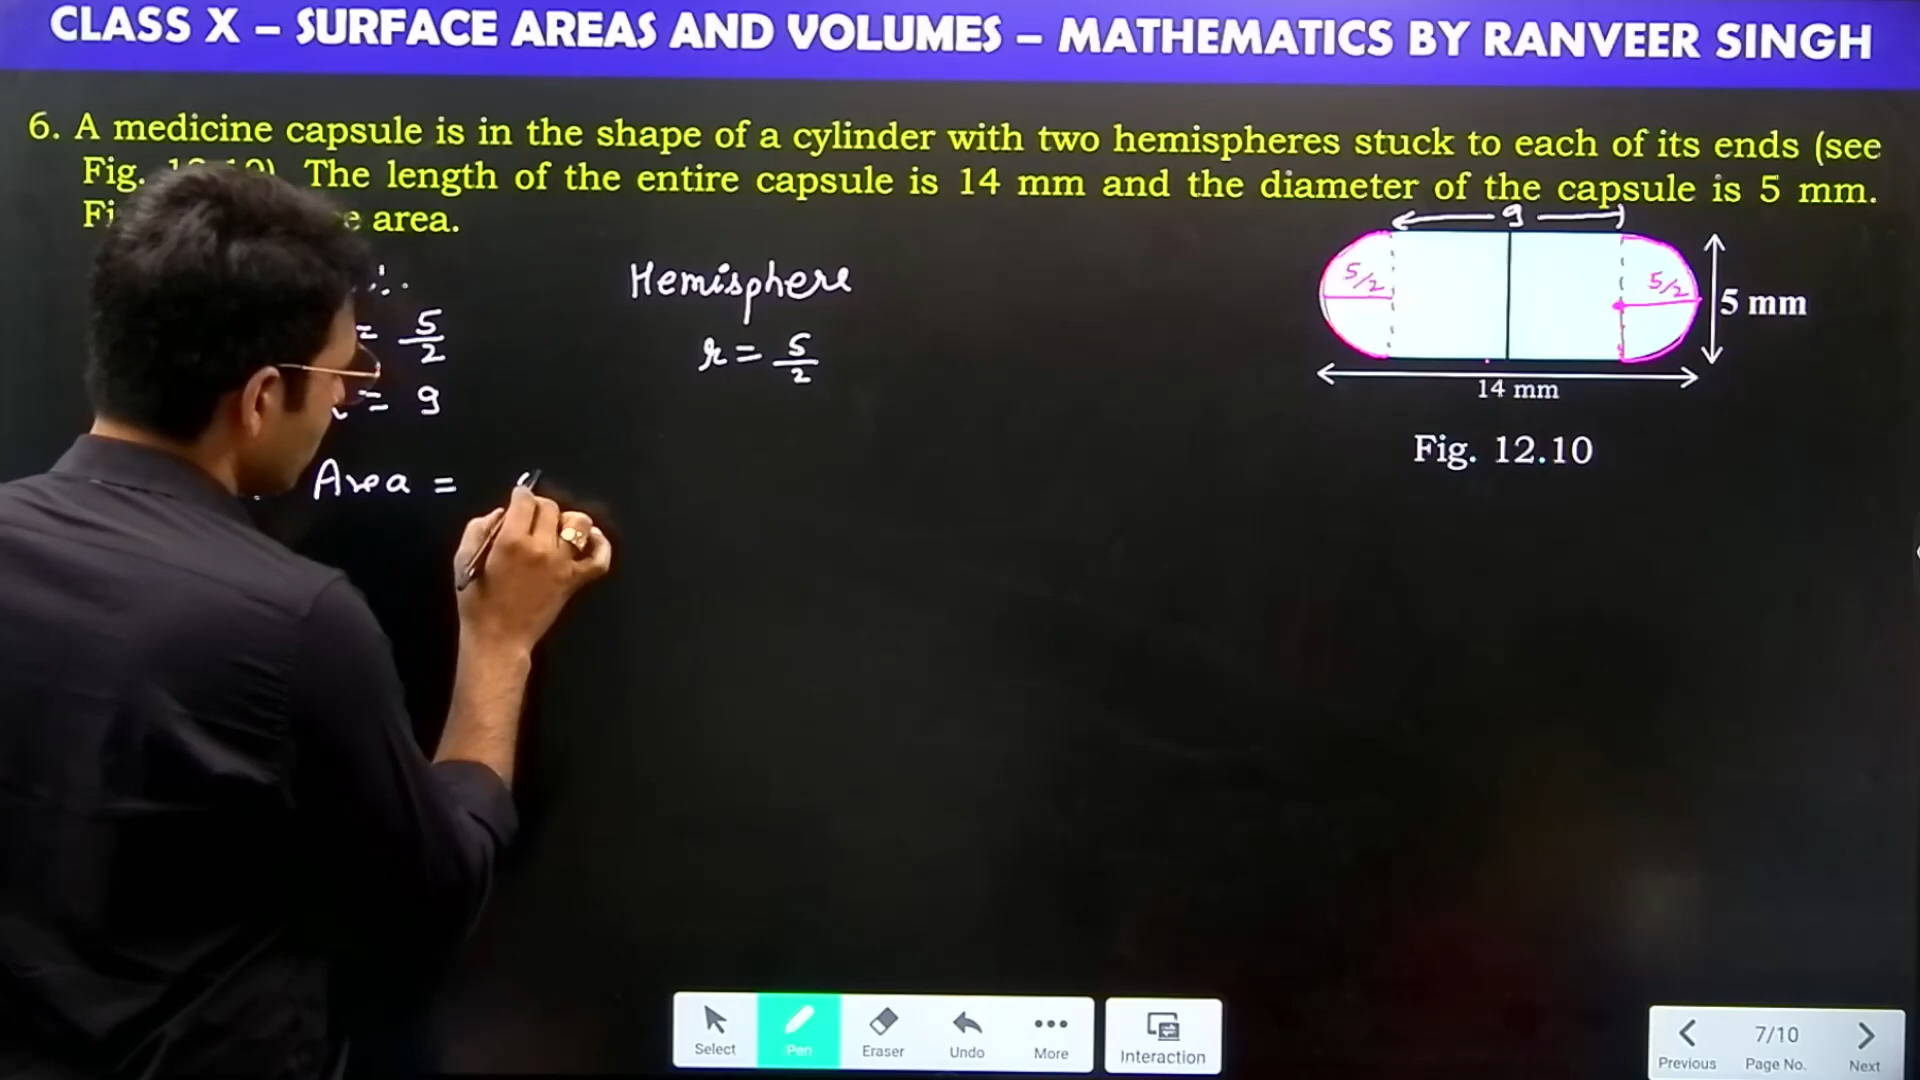 CLASS X – SURFACE AREAS AND VOLUMES – MATHEMATICS BY RANVEER SINGH
6. A medicine capsule is in the shape of a cylinder with two hemispheres stuck to each of its ends (see
Fig. The length of the entire capsule is 14 mm and the diameter of the capsule is 5 mm.
area.
9
Hemisphere
5/2
5/2
5 mm
= 5/2
r = 5/2
= 9
14 mm
Fig. 12.10
Area =
Select
Pen
Eraser
Undo
More
Interaction
Previous
7/10
Page No.
Next